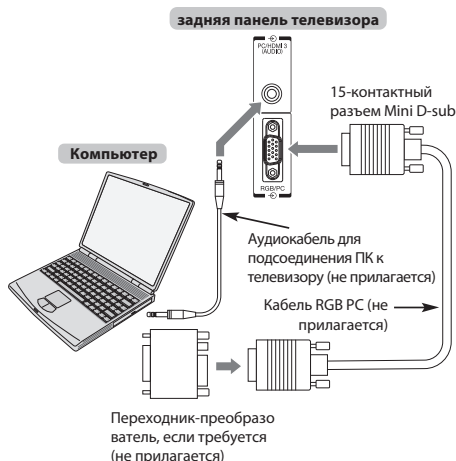 задняя панель телевизора
PC/HDMI 3
(AUDIO)
15-контактный
разъем Mini D-sub
Компьютер
RGB/PC
Аудиокабель для
подсоединения ПК к
телевизору (не прилагается)
Кабель RGB PC (не
прилагается)
Переходник-преобразо
ватель, если требуется
(не прилагается)